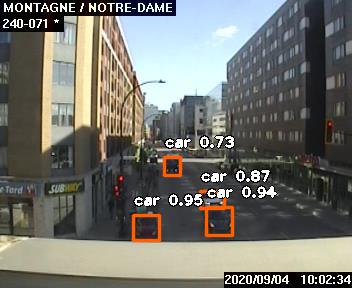 MONTAGNE / NOTRE-DAME
240-071 *
car 0.73
car 0.87
car 0.94
car 0.95
Tard
SUBWAY
2020/09/04 10:02:34